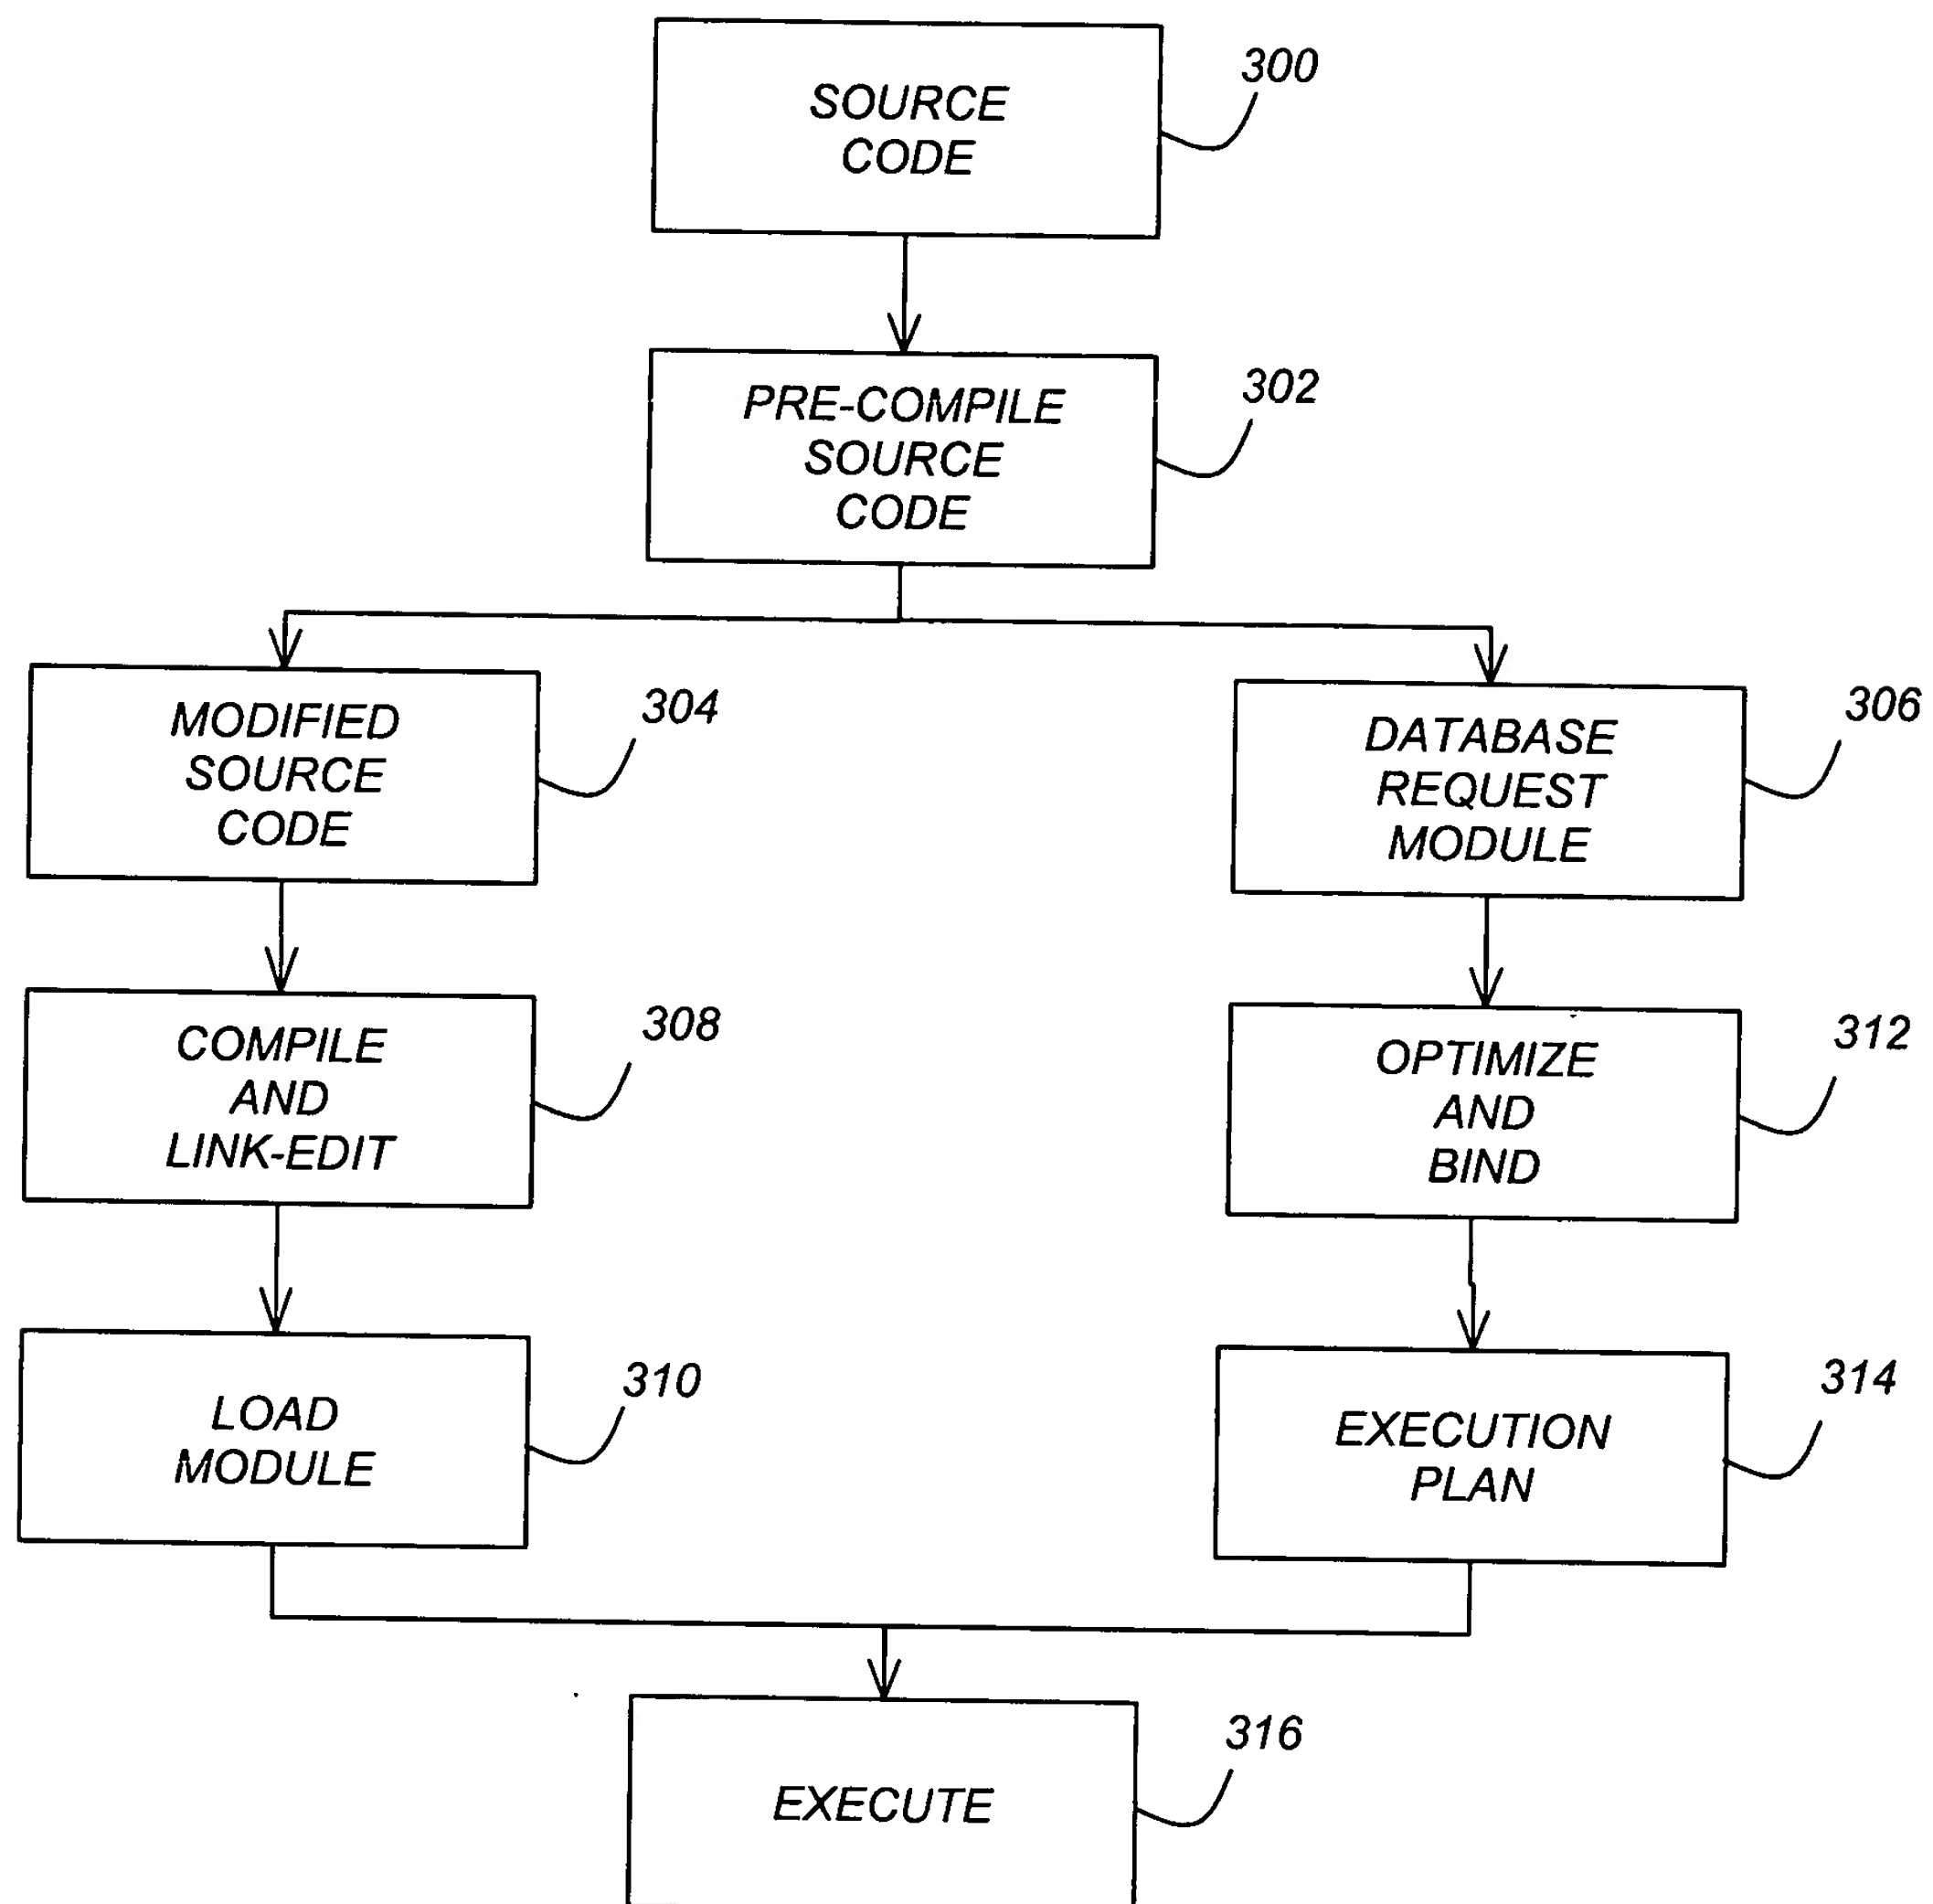 SOURCE
CODE
300
PRE-COMPILE
SOURCE
CODE
302
MODIFIED
SOURCE
CODE
304
DATABASE
REQUEST
MODULE
306
COMPILE
AND
LINK-EDIT
308
OPTIMIZE
AND
BIND
312
LOAD
MODULE
310
EXECUTION
PLAN
314
EXECUTE
316